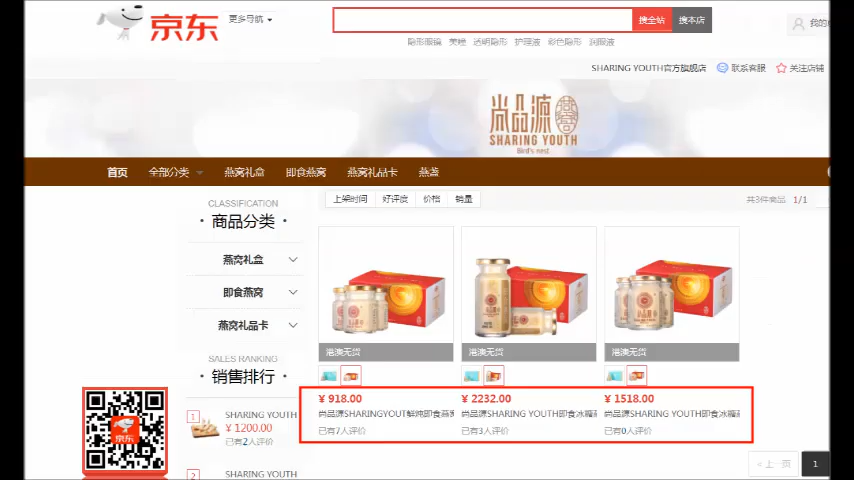 京东
更多导航
搜全站 搜本店
我的
隐形眼镜 美瞳 透明隐形 护理液 彩色隐形 润眼液
SHARING YOUTH官方旗舰店 联系客服 关注店铺
尚品源 燕窝
SHARING YOUTH
Bird's nest
首页 全部分类 燕窝礼盒 即食燕窝 燕窝礼品卡 燕盏
CLASSIFICATION
· 商品分类 ·
燕窝礼盒
即食燕窝
燕窝礼品卡
SALES RANKING
· 销售排行 ·
1
SHARING YOUTH
¥ 1200.00
已有2人评价
2
SHARING YOUTH
京东
上架时间 好评度 价格 销量
共3件商品 1/1
港澳无货 港澳无货 港澳无货
¥ 918.00 ¥ 2232.00 ¥ 1518.00
尚品源SHARINGYOUT鲜炖即食燕窝 尚品源SHARING YOUTH即食冰糖 尚品源SHARING YOUTH即食冰糖
已有7人评价 已有3人评价 已有0人评价
< 上一页 1